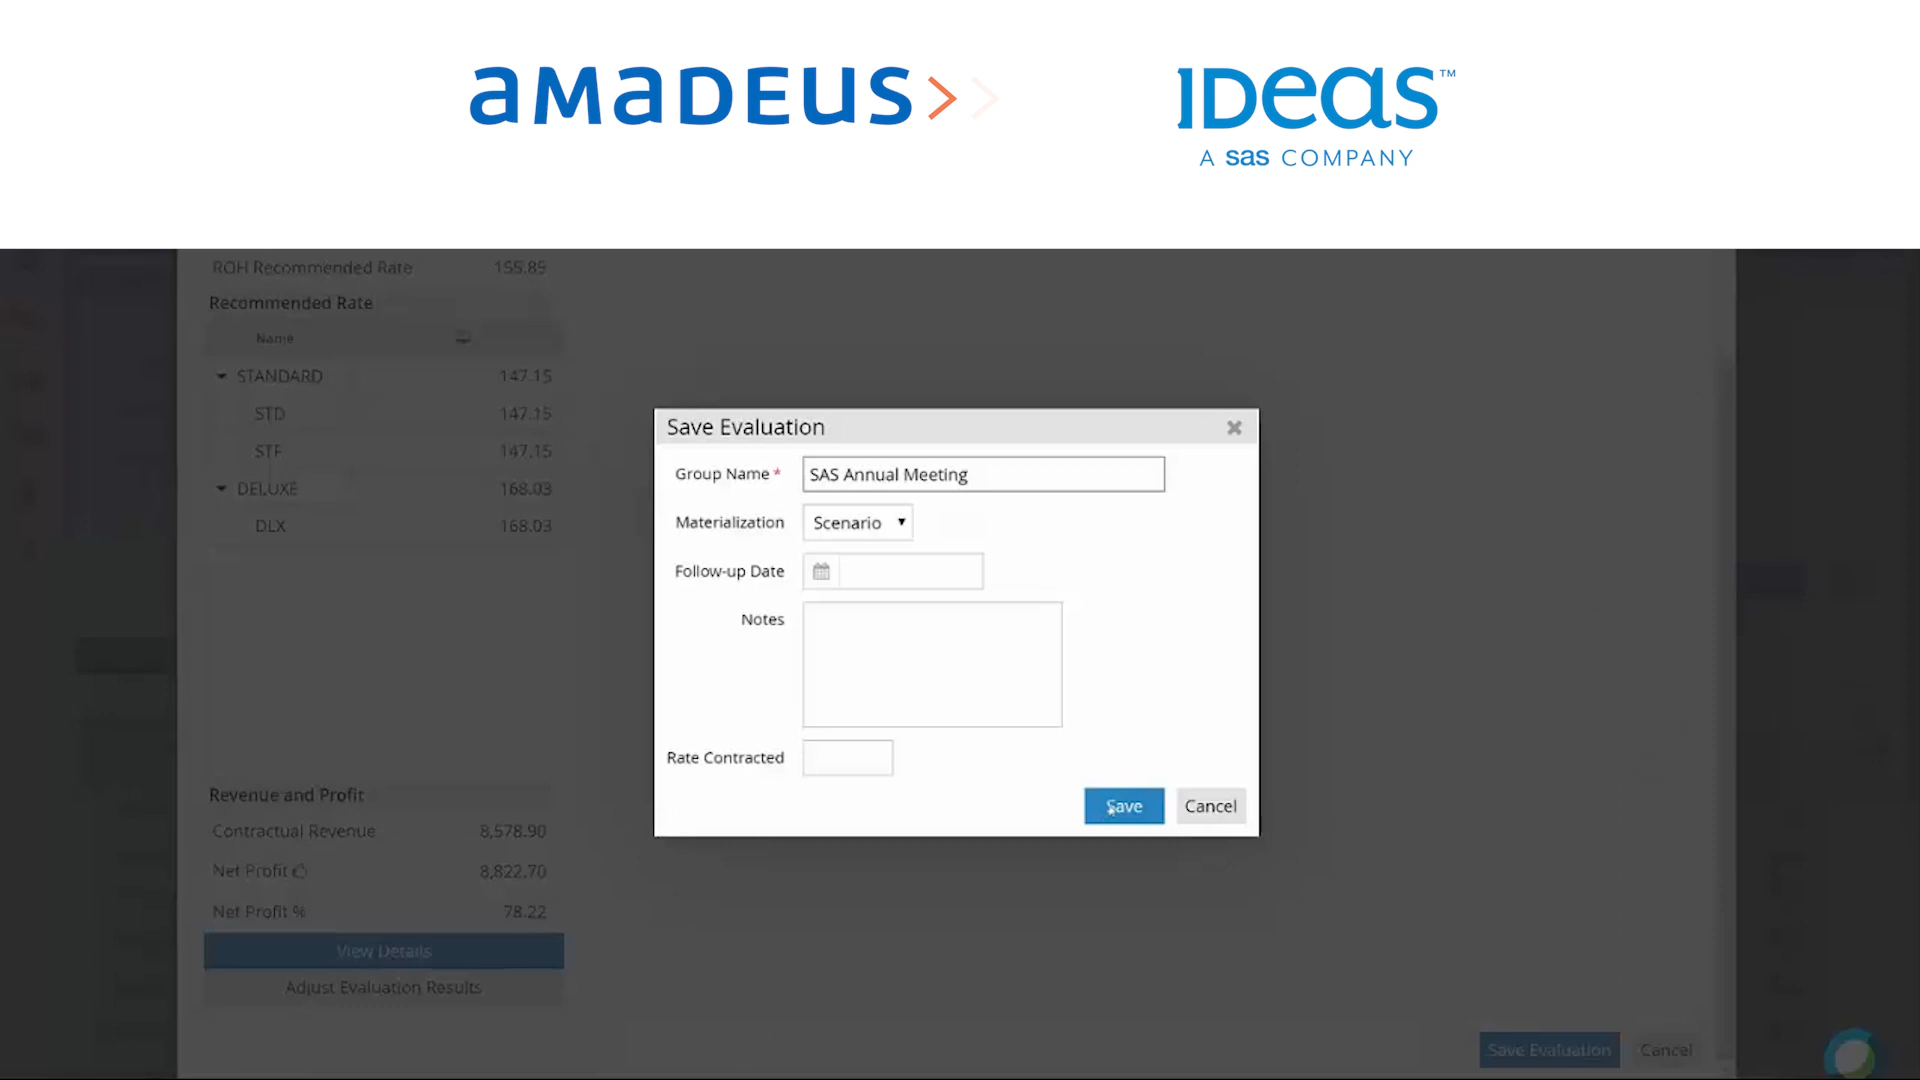 amadeus
IDeaS™
A sas COMPANY
ROH Recommended Rate 155.85
Recommended Rate
Name
STANDARD 147.15
STD 147.15
STF 147.15
DELUXE 168.03
DLX 168.03
Revenue and Profit
Contractual Revenue 8,578.90
Net Profit 8,822.70
Net Profit % 78.22
View Details
Adjust Evaluation Results
Save Evaluation
Group Name * SAS Annual Meeting
Materialization Scenario
Follow-up Date
Notes
Rate Contracted
Save Cancel
Save Evaluation Cancel